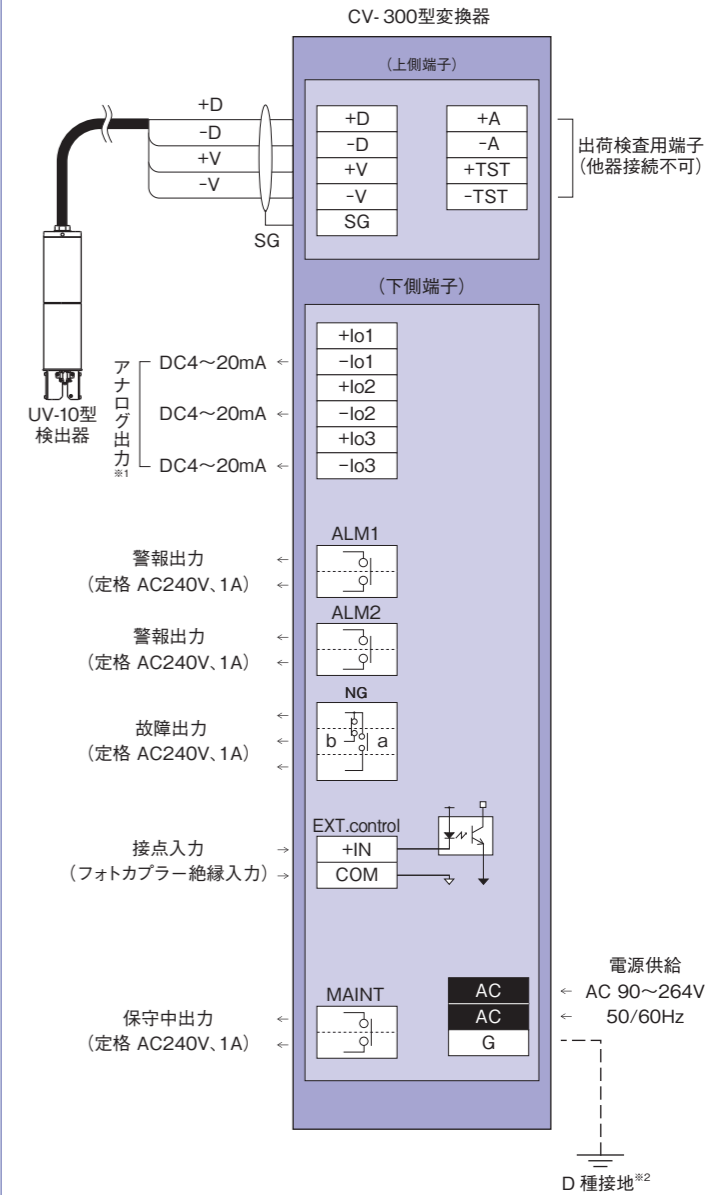 CV-300型変換器
（上側端子）
+D
-D
+V
-V
SG
+D
-D
+V
-V
SG
+A
-A
+TST
-TST
出荷検査用端子
（他器接続不可）
UV-10型
検出器
（下側端子）
アナログ出力※1
DC4～20mA ←
DC4～20mA ←
DC4～20mA ←
+Io1
-Io1
+Io2
-Io2
+Io3
-Io3
ALM1
警報出力 ←
（定格 AC240V、1A） ←
ALM2
警報出力 ←
（定格 AC240V、1A） ←
NG
b a
故障出力
（定格 AC240V、1A）
EXT.control
接点入力 →
（フォトカプラー絶縁入力） →
+IN
COM
MAINT
保守中出力 ←
（定格 AC240V、1A） ←
AC
AC
G
電源供給
← AC 90～264V
← 50/60Hz
D 種接地※2